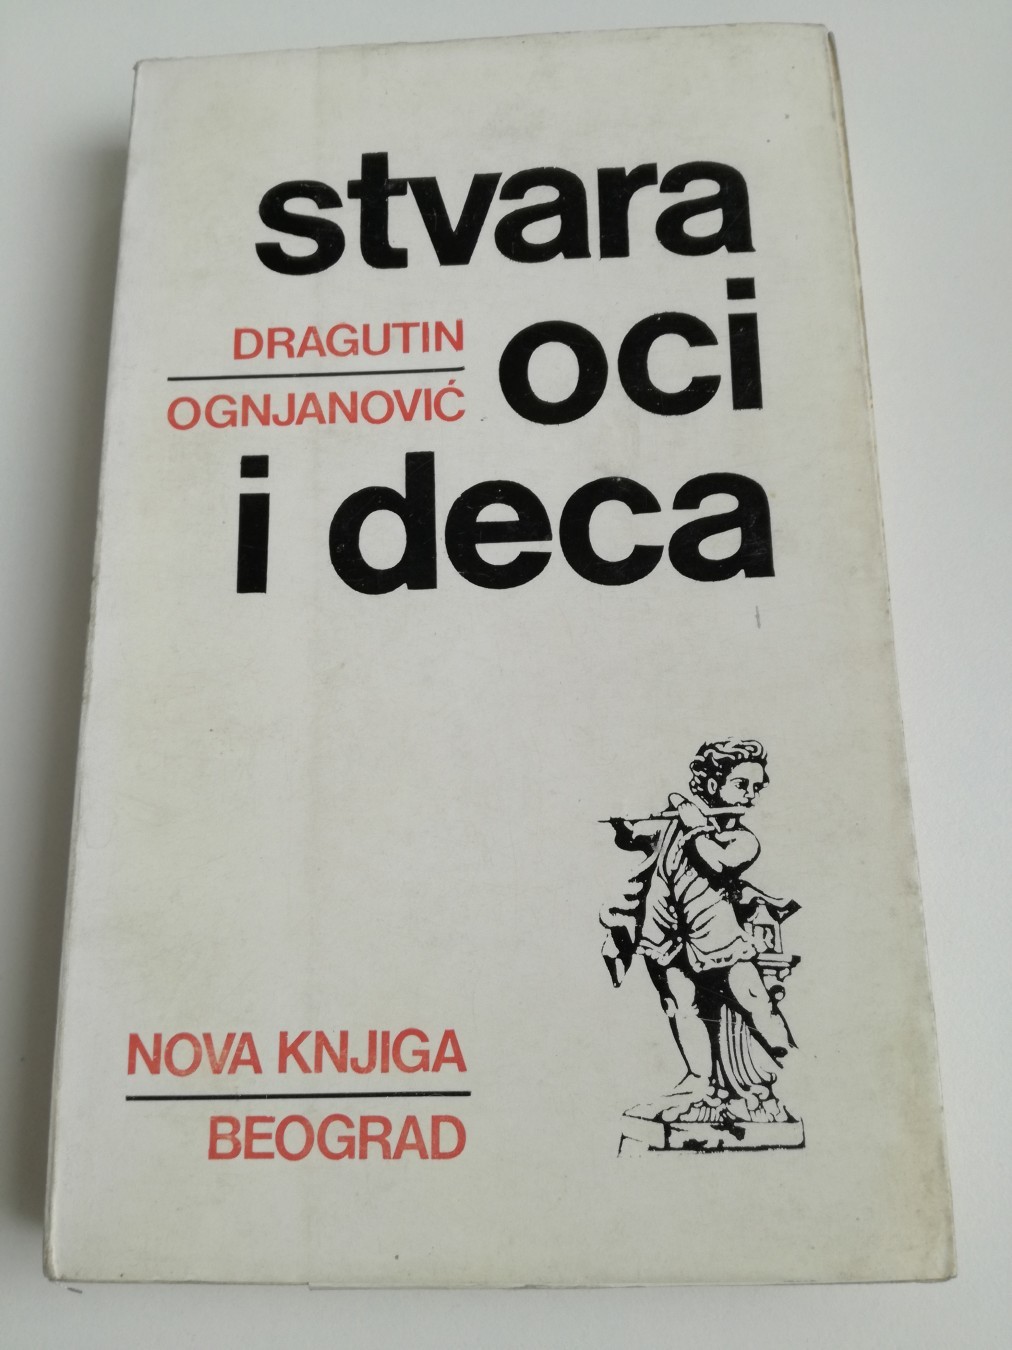 stvara
DRAGUTIN
OGNJANOVIĆ
oci
i deca
NOVA KNJIGA
BEOGRAD